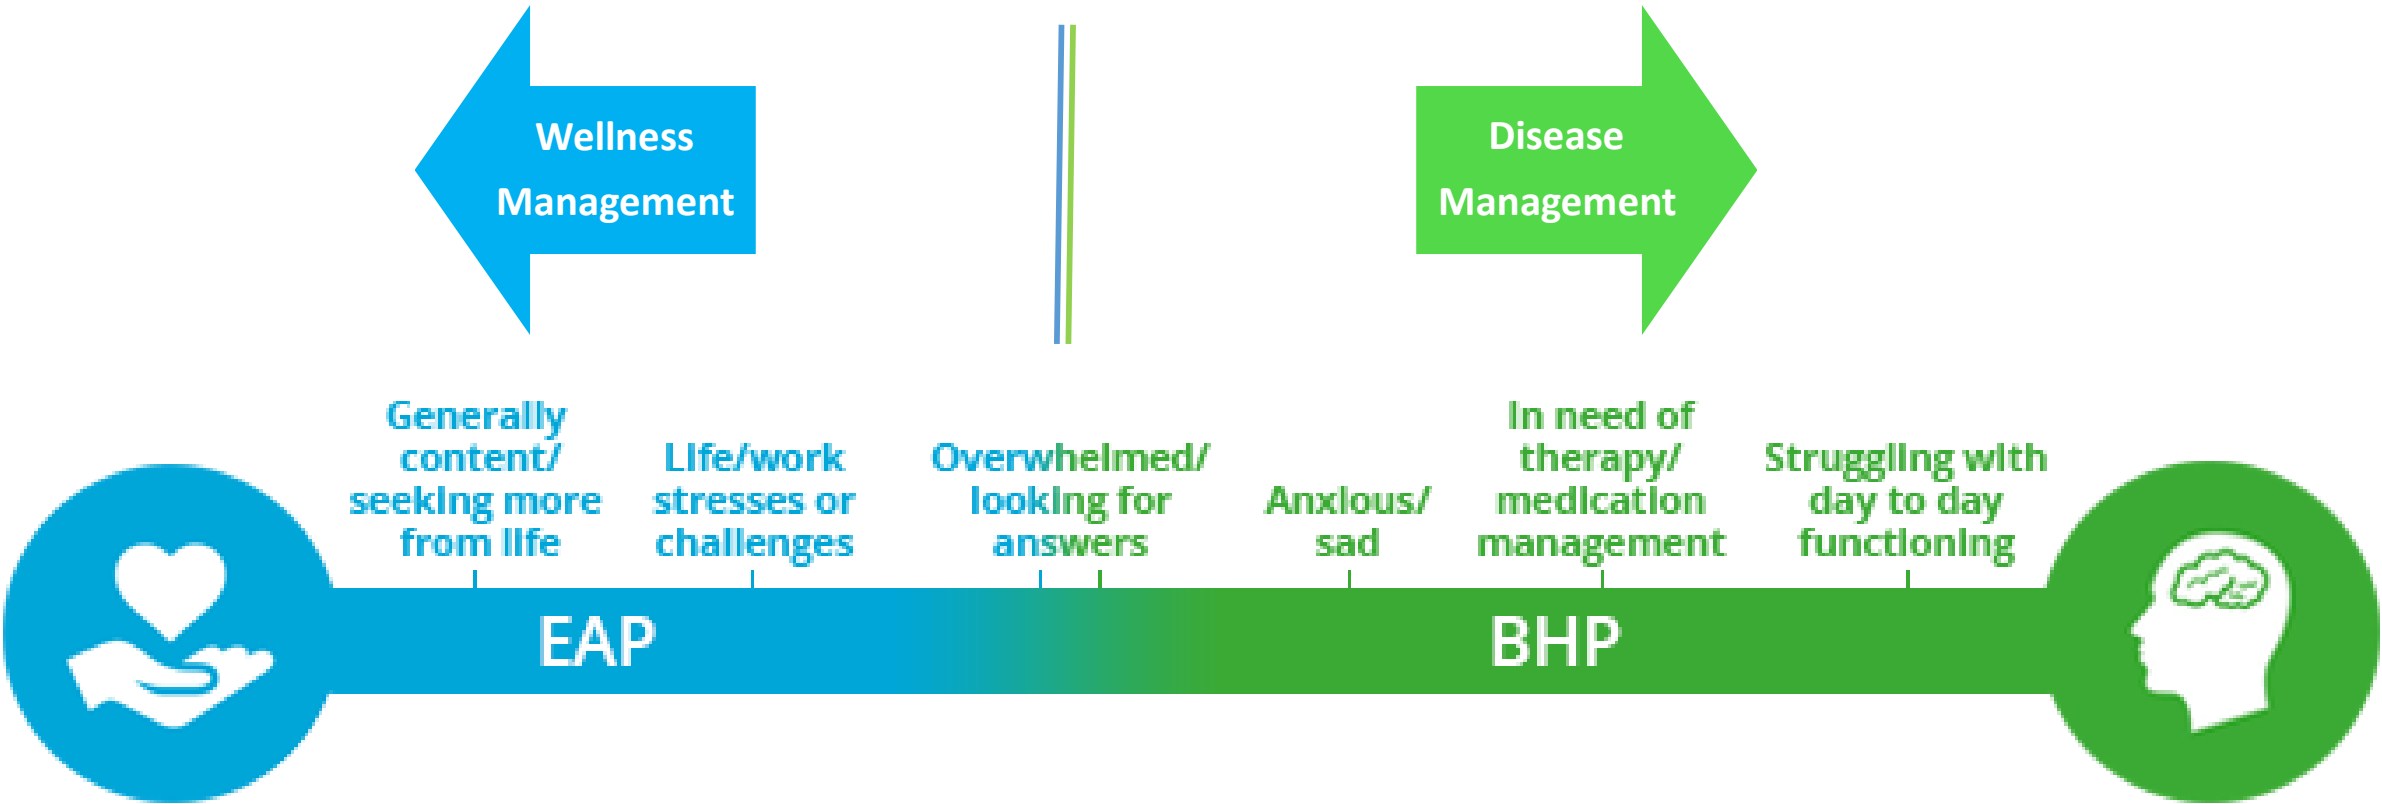 Wellness
Management
Disease
Management
Generally
content/
seeking more
from life
Life/work
stresses or
challenges
Overwhelmed/
looking for
answers
Anxious/
sad
In need of
therapy/
medication
management
Struggling with
day to day
functioning
EAP
BHP